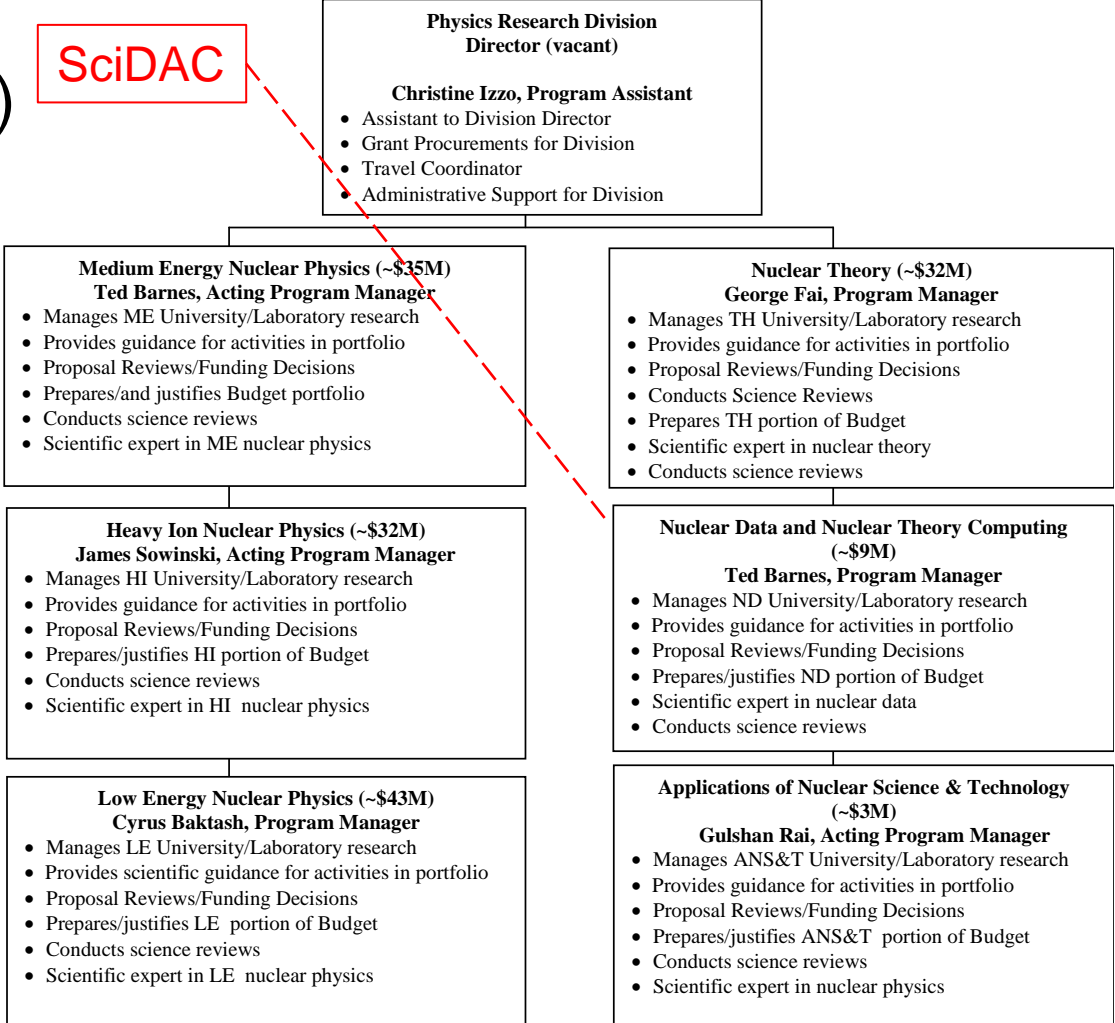 )
SciDAC
Physics Research Division
Director (vacant)
Christine Izzo, Program Assistant
• Assistant to Division Director
• Grant Procurements for Division
• Travel Coordinator
• Administrative Support for Division
Medium Energy Nuclear Physics (~$35M)
Ted Barnes, Acting Program Manager
• Manages ME University/Laboratory research
• Provides guidance for activities in portfolio
• Proposal Reviews/Funding Decisions
• Prepares/and justifies Budget portfolio
• Conducts science reviews
• Scientific expert in ME nuclear physics
Nuclear Theory (~$32M)
George Fai, Program Manager
• Manages TH University/Laboratory research
• Provides guidance for activities in portfolio
• Proposal Reviews/Funding Decisions
• Conducts Science Reviews
• Prepares TH portion of Budget
• Scientific expert in nuclear theory
• Conducts science reviews
Heavy Ion Nuclear Physics (~$32M)
James Sowinski, Acting Program Manager
• Manages HI University/Laboratory research
• Provides guidance for activities in portfolio
• Proposal Reviews/Funding Decisions
• Prepares/justifies HI portion of Budget
• Conducts science reviews
• Scientific expert in HI nuclear physics
Nuclear Data and Nuclear Theory Computing
(~$9M)
Ted Barnes, Program Manager
• Manages ND University/Laboratory research
• Provides guidance for activities in portfolio
• Proposal Reviews/Funding Decisions
• Prepares/justifies ND portion of Budget
• Scientific expert in nuclear data
• Conducts science reviews
Low Energy Nuclear Physics (~$43M)
Cyrus Baktash, Program Manager
• Manages LE University/Laboratory research
• Provides scientific guidance for activities in portfolio
• Proposal Reviews/Funding Decisions
• Prepares/justifies LE portion of Budget
• Conducts science reviews
• Scientific expert in LE nuclear physics
Applications of Nuclear Science & Technology
(~$3M)
Gulshan Rai, Acting Program Manager
• Manages ANS&T University/Laboratory research
• Provides guidance for activities in portfolio
• Proposal Reviews/Funding Decisions
• Prepares/justifies ANS&T portion of Budget
• Conducts science reviews
• Scientific expert in nuclear physics